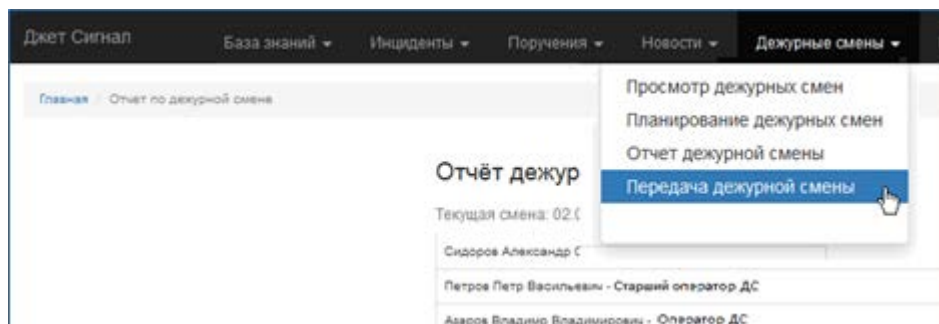 Джет Сигнал
База знаний
Инциденты
Поручения
Новости
Дежурные смены
Главная / Отчет по дежурной смене
Просмотр дежурных смен
Планирование дежурных смен
Отчет дежурной смены
Передача дежурной смены
Отчёт дежур
Текущая смена: 02.
Сидоров Александр
Петров Петр Васильевич - Старший оператор ДС
Владимир Владимирович - Оператор ДС